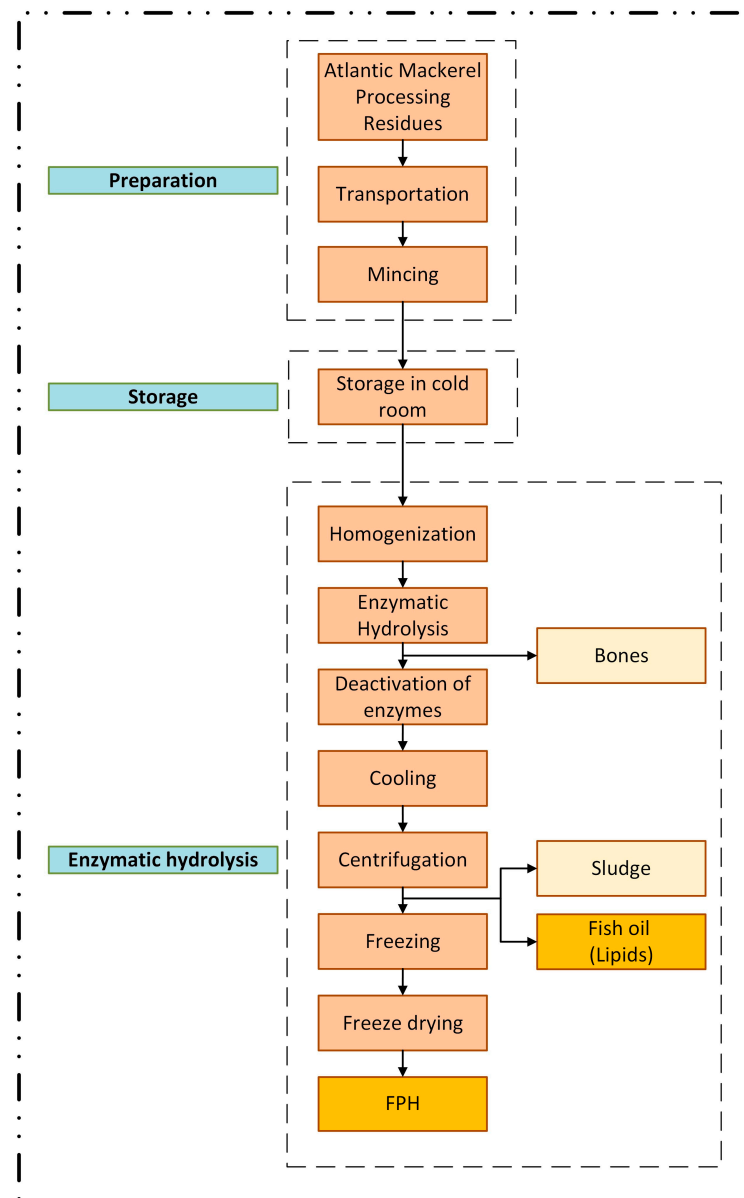 Atlantic Mackerel
Processing
Residues
Preparation
Transportation
Mincing
Storage
Storage in cold
room
Homogenization
Enzymatic
Hydrolysis
Bones
Deactivation of
enzymes
Cooling
Enzymatic hydrolysis
Centrifugation
Sludge
Freezing
Fish oil
(Lipids)
Freeze drying
FPH